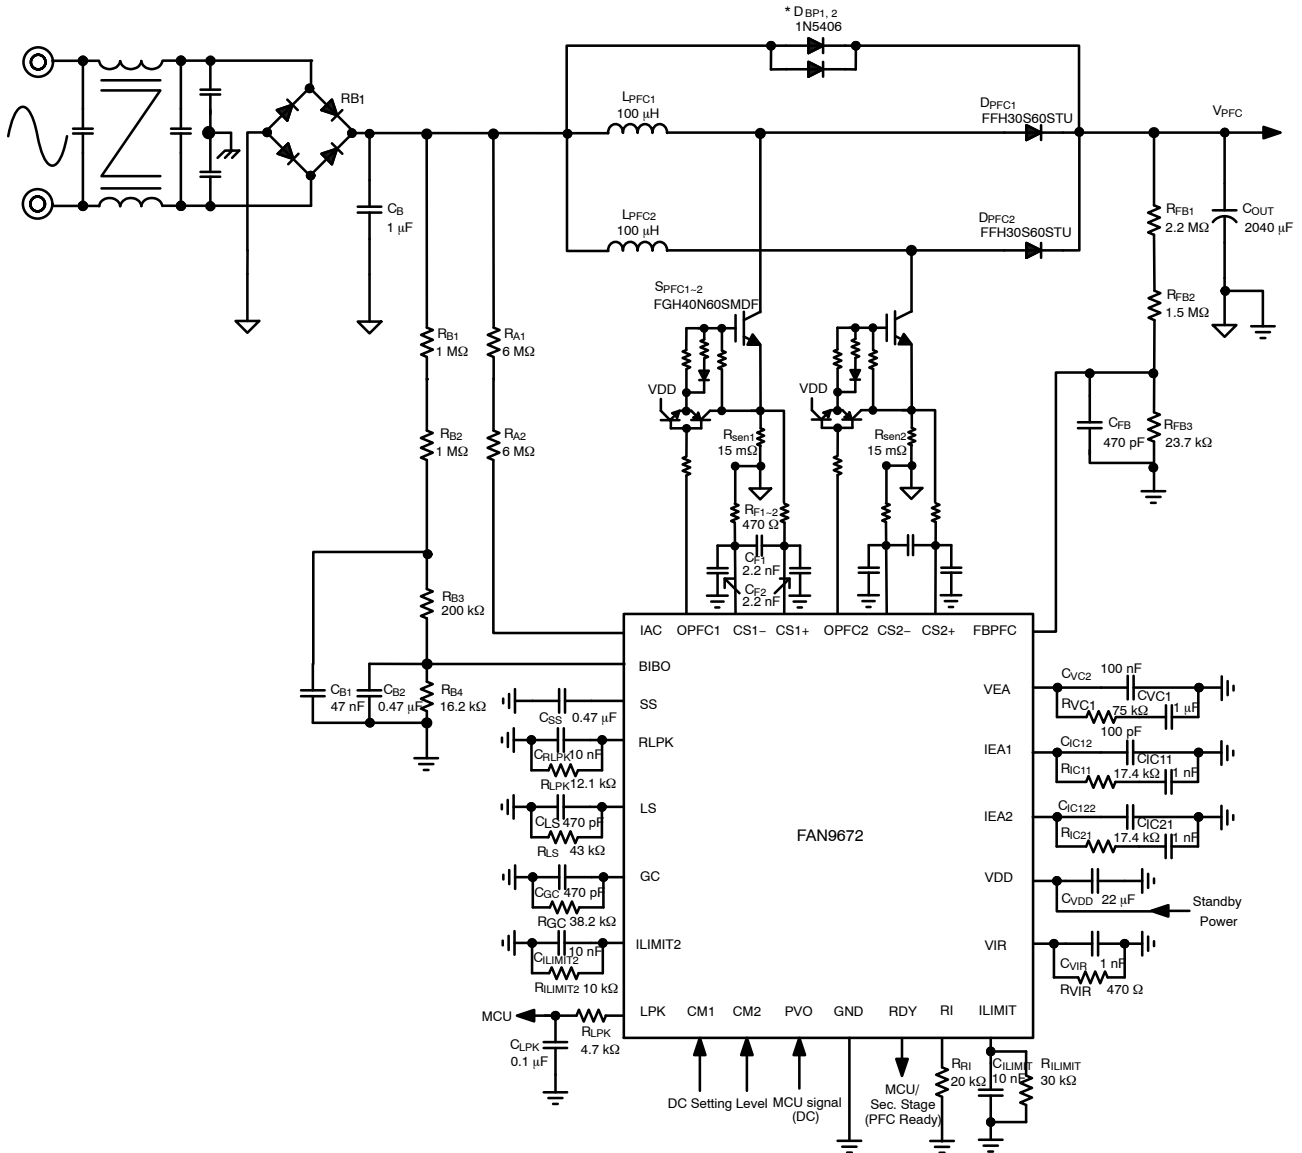 * DBP1, 2
1N5406
RB1
LPFC1
100 μH
DPFC1
FFH30S60STU
VPFC
CB
1 μF
LPFC2
100 μH
DPFC2
FFH30S60STU
RFB1
2.2 MΩ
COUT
2040 μF
SPFC1~2
FGH40N60SMDF
RFB2
1.5 MΩ
RB1
1 MΩ
RA1
6 MΩ
VDD
VDD
RB2
1 MΩ
RA2
6 MΩ
Rsen1
15 mΩ
Rsen2
15 mΩ
CFB
470 pF
RFB3
23.7 kΩ
RF1~2
470 Ω
CF1
2.2 nF
CF2
2.2 nF
RB3
200 kΩ
IAC OPFC1 CS1− CS1+ OPFC2 CS2− CS2+ FBPFC
BIBO
CB1
47 nF
CB2
0.47 μF
RB4
16.2 kΩ
SS
CSS 0.47 μF
RLPK
CRLPK 10 nF
RLPK 12.1 kΩ
LS
CLS 470 pF
RLS 43 kΩ
GC
CGC 470 pF
RGC 38.2 kΩ
ILIMIT2
10 nF
CILIMIT2
RILIMIT2 10 kΩ
FAN9672
VEA
CVC2 100 nF
CVC1
RVC1 75 kΩ 1 μF
IEA1
100 pF
CIC12
CIC11
RIC11 17.4 kΩ 1 nF
IEA2
CIC122
CIC21
RIC21 17.4 kΩ 1 nF
VDD
CVDD 22 μF
Standby
Power
VIR
CVIR 1 nF
RVIR 470 Ω
MCU
LPK CM1 CM2 PVO GND RDY RI ILIMIT
RLPK
4.7 kΩ
CLPK
0.1 μF
DC Setting Level
MCU signal
(DC)
MCU/
Sec. Stage
(PFC Ready)
RRI
20 kΩ
CILIMIT
10 nF
RILIMIT
30 kΩ